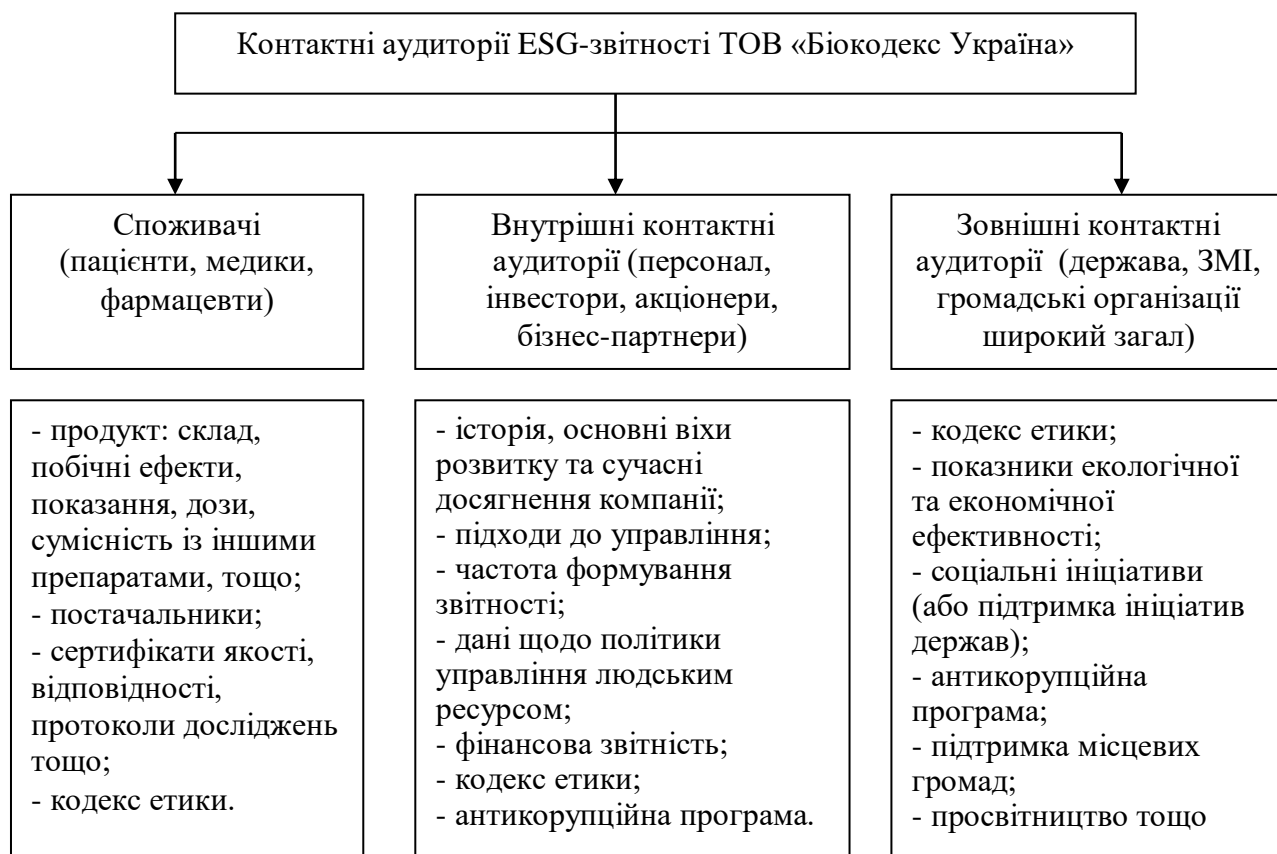 Контактні аудиторії ESG-звітності ТОВ «Біокодекс Україна»
Споживачі
(пацієнти, медики,
фармацевти)
Внутрішні контактні
аудиторії (персонал,
інвестори, акціонери,
бізнес-партнери)
Зовнішні контактні
аудиторії (держава, ЗМІ,
громадські організації
широкий загал)
- продукт: склад,
побічні ефекти,
показання, дози,
сумісність із іншими
препаратами, тощо;
- постачальники;
- сертифікати якості,
відповідності,
протоколи досліджень
тощо;
- кодекс етики.
- історія, основні віхи
розвитку та сучасні
досягнення компанії;
- підходи до управління;
- частота формування
звітності;
- дані щодо політики
управління людським
ресурсом;
- фінансова звітність;
- кодекс етики;
- антикорупційна програма.
- кодекс етики;
- показники екологічної
та економічної
ефективності;
- соціальні ініціативи
(або підтримка ініціатив
держав);
- антикорупційна
програма;
- підтримка місцевих
громад;
- просвітництво тощо